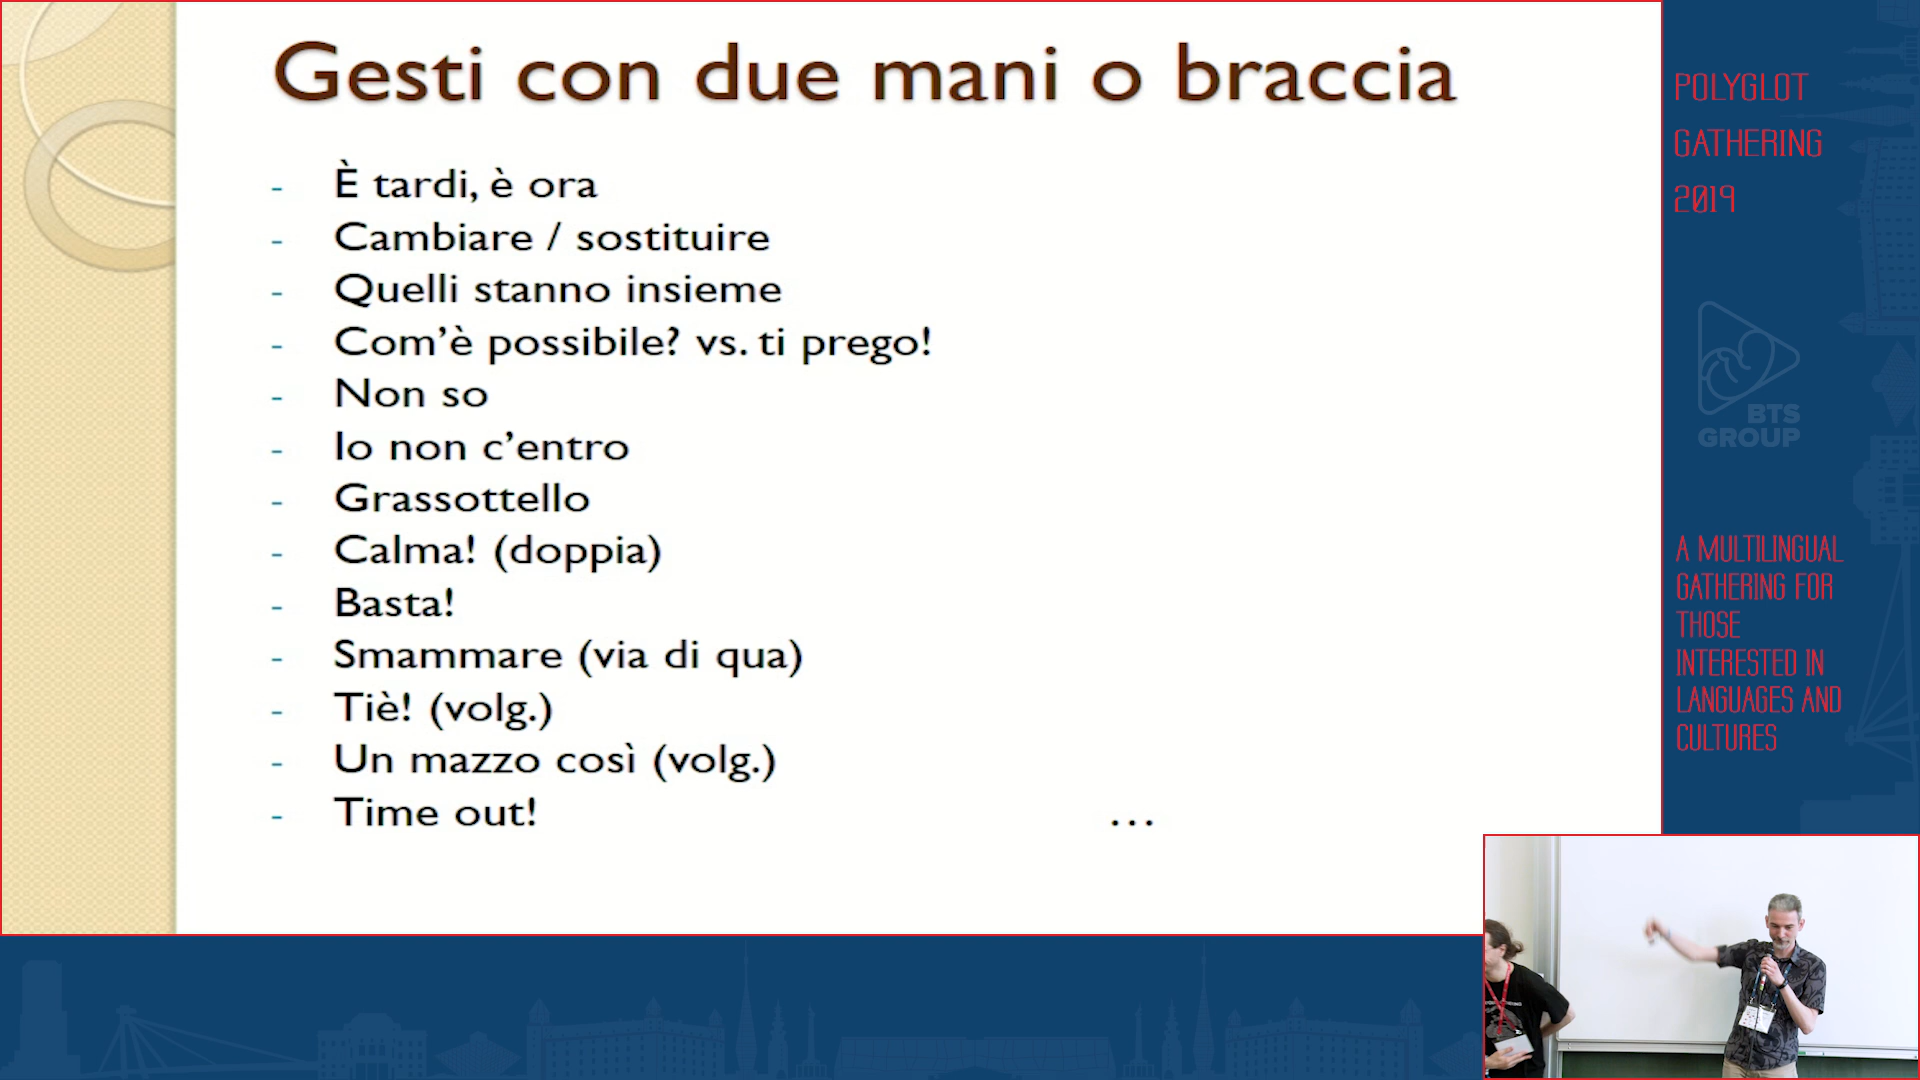 Gesti con due mani o braccia
- È tardi, è ora
- Cambiare / sostituire
- Quelli stanno insieme
- Com’è possibile? vs. ti prego!
- Non so
- Io non c’entro
- Grassottello
- Calma! (doppia)
- Basta!
- Smammare (via di qua)
- Tiè! (volg.)
- Un mazzo così (volg.)
- Time out!
...
POLYGLOT
GATHERING
2019
BTS
GROUP
A MULTILINGUAL
GATHERING FOR
THOSE
INTERESTED IN
LANGUAGES AND
CULTURES